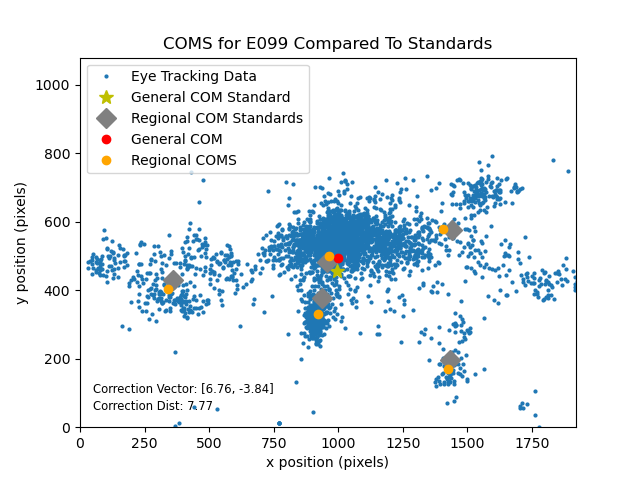 COMS for E099 Compared To Standards
Eye Tracking Data
General COM Standard
Regional COM Standards
General COM
Regional COMS
1000
800
600
400
200
0
y position (pixels)
Correction Vector: [6.76, -3.84]
Correction Dist: 7.77
0 250 500 750 1000 1250 1500 1750
x position (pixels)